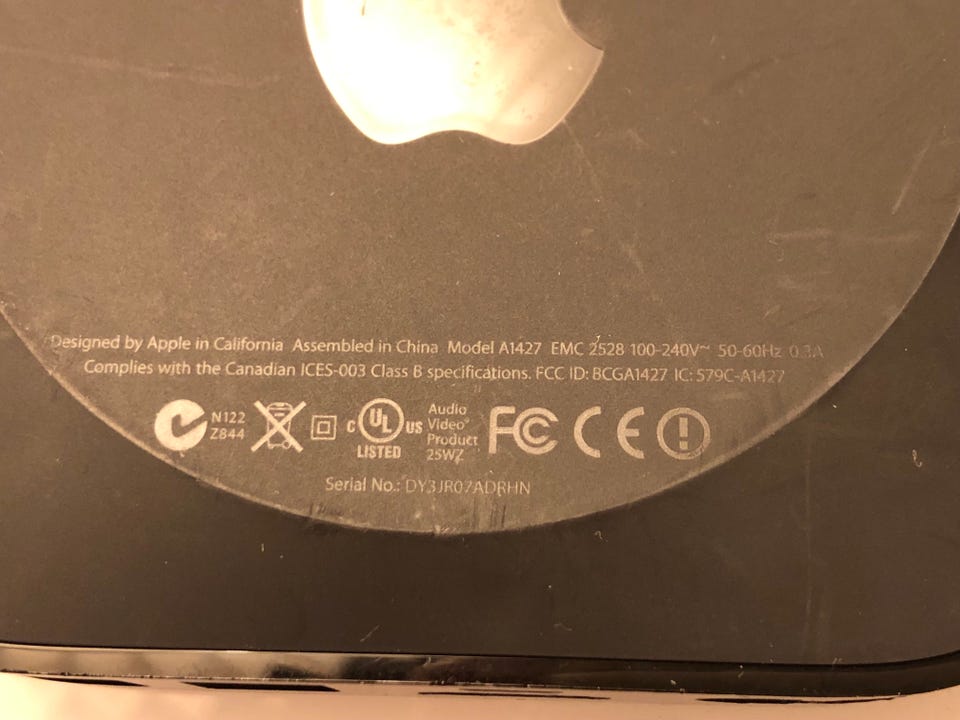 Designed by Apple in California Assembled in China Model A1427 EMC 2528 100-240V~ 50-60Hz 0.3A
Complies with the Canadian ICES-003 Class B specifications. FCC ID: BCGA1427 IC: 579C-A1427
N122
Z844
C UL US
LISTED
Audio
Video
Product
25WZ
FC CE
Serial No.: DY3JR07ADRHN